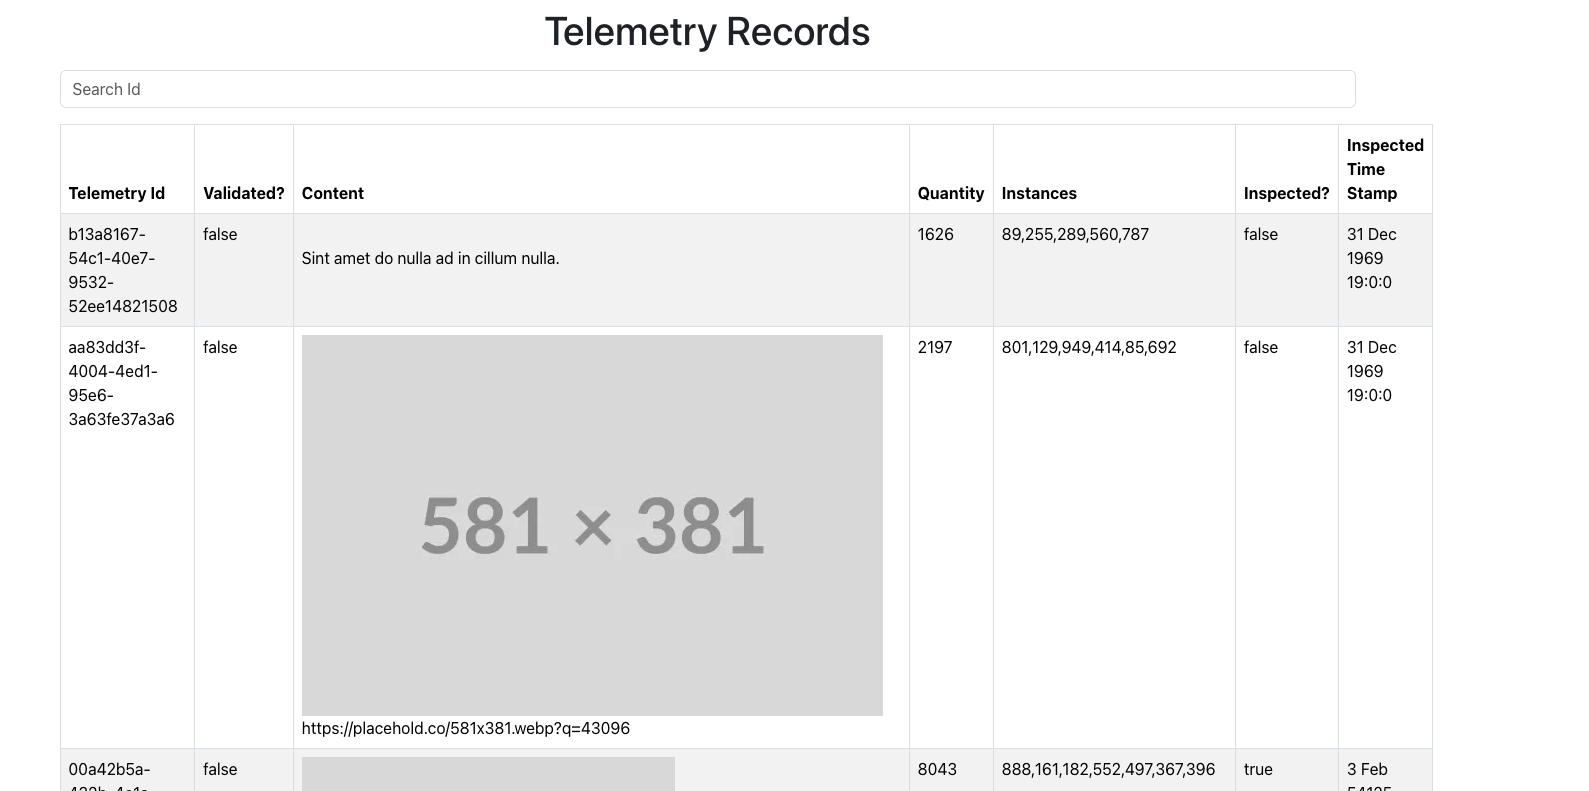 Telemetry Records
Search Id
Telemetry Id Validated? Content Quantity Instances Inspected? Inspected
Time
Stamp
b13a8167- false 1626 89,255,289,560,787 false 31 Dec
54c1-40e7- Sint amet do nulla ad in cillum nulla. 1969
9532- 19:0:0
52ee14821508
aa83dd3f- false 2197 801,129,949,414,85,692 false 31 Dec
4004-4ed1- 1969
95e6- 19:0:0
3a63fe37a3a6
581 × 381
https://placehold.co/581x381.webp?q=43096
00a42b5a- false 8043 888,161,182,552,497,367,396 true 3 Feb